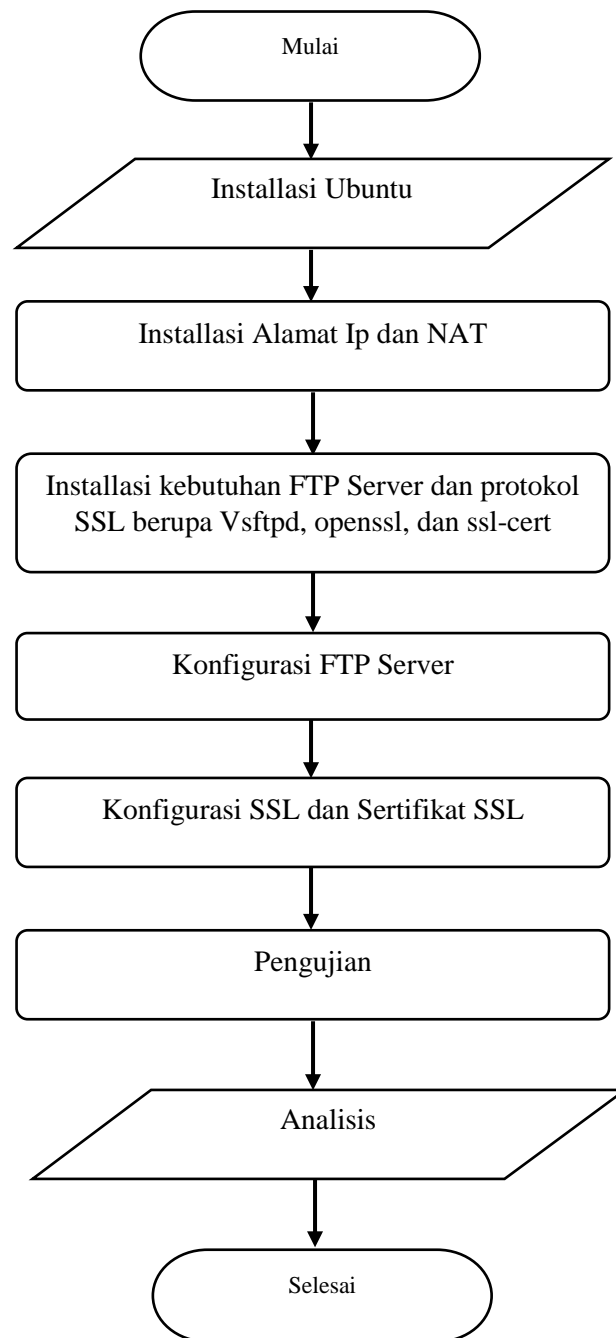 Mulai
Installasi Ubuntu
Installasi Alamat Ip dan NAT
Installasi kebutuhan FTP Server dan protokol
SSL berupa Vsftpd, openssl, dan ssl-cert
Konfigurasi FTP Server
Konfigurasi SSL dan Sertifikat SSL
Pengujian
Analisis
Selesai